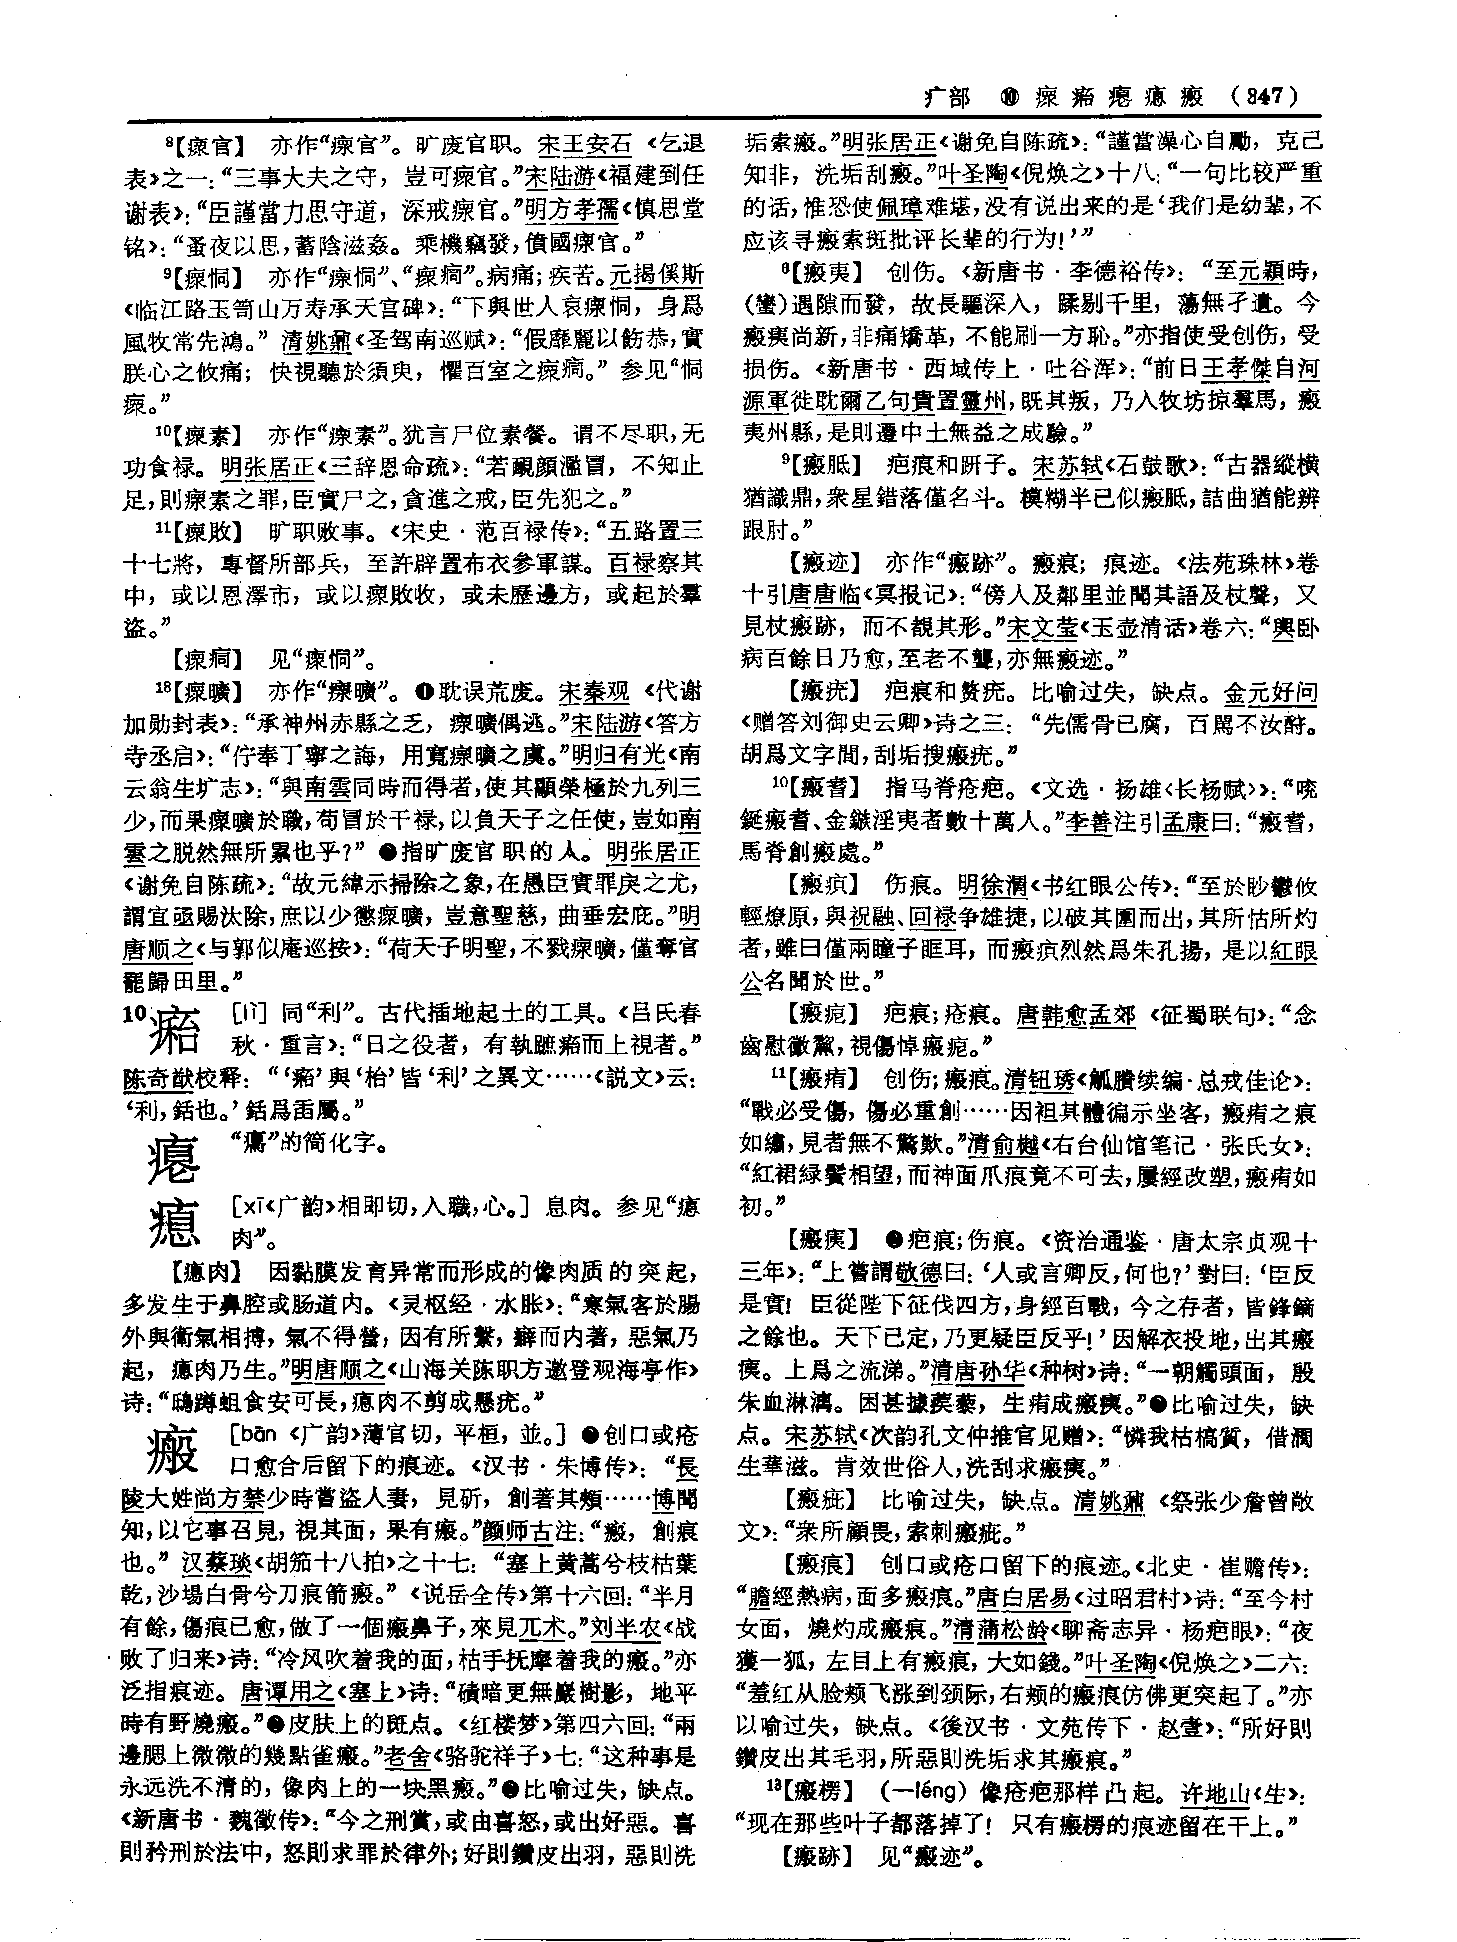 疒部 ⑩ 瘝 㾑 瘪 瘜 瘢 (347)
⁸【瘝官】 亦作“瘝官”。旷废官职。宋王安石《乞退
表》之一：“三事大夫之守，豈可瘝官。”宋陆游《福建到任
谢表》：“臣謹當力思守道，深戒瘝官。”明方孝孺《慎思堂
铭》：“蚤夜以思，蓄陰滋姦。乘機竊發，僨國瘝官。”
⁹【瘝恫】 亦作“瘝恫”、“瘝痌”。病痛；疾苦。元揭傒斯
《临江路玉笥山万寿承天宫碑》：“下與世人哀瘝恫，身爲
風牧常先鴻。”清姚鼐《圣驾南巡赋》：“假靡麗以飭恭，實
朕心之攸痛；快視聽於須臾，懼百室之瘝痌。”参见“恫
瘝。”
¹⁰【瘝素】 亦作“瘝素”。犹言尸位素餐。谓不尽职，无
功食禄。明张居正《三辞恩命疏》：“若靦顔濫冒，不知止
足，則瘝素之罪，臣實尸之，貪進之戒，臣先犯之。”
¹¹【瘝敗】 旷职败事。《宋史·范百禄传》：“五路置三
十七將，專督所部兵，至許辟置布衣參軍謀。百禄察其
中，或以恩澤市，或以瘝敗收，或未歷邊方，或起於羣
盜。”
【瘝痌】 见“瘝恫”。
¹⁸【瘝曠】 亦作“瘝曠”。❶耽误荒废。宋秦观《代谢
加勋封表》：“承神州赤縣之乏，瘝曠偶逃。”宋陆游《答方
寺丞启》：“佇奉丁寧之誨，用寬瘝曠之虞。”明归有光《南
云翁生圹志》：“與南雲同時而得者，使其顯榮極於九列三
少，而果瘝曠於職，苟冒於干禄，以負天子之任使，豈如南
雲之脱然無所累也乎？”❷指旷废官职的人。明张居正
《谢免自陈疏》：“故元緯示掃除之象，在愚臣實罪戾之尤，
謂宜亟賜汰除，庶以少懲瘝曠，豈意聖慈，曲垂宏庇。”明
唐顺之《与郭似庵巡按》：“荷天子明聖，不戮瘝曠，僅奪官
罷歸田里。”
10 㾑 [lì] 同“利”。古代插地起土的工具。《吕氏春
秋·重言》：“日之役者，有執蹠㾑而上視者。”
陈奇猷校释：“‘㾑’與‘枱’皆‘利’之異文……《説文》云：
‘利，銛也。’銛爲臿屬。”
瘪 “癟”的简化字。
瘜 [xī《广韵》相即切，入職，心。] 息肉。参见“瘜
肉”。
【瘜肉】 因黏膜发育异常而形成的像肉质的突起，
多发生于鼻腔或肠道内。《灵枢经·水胀》：“寒氣客於腸
外與衛氣相搏，氣不得營，因有所繫，癖而内著，惡氣乃
起，瘜肉乃生。”明唐顺之《山海关陈职方邀登观海亭作》
诗：“鴟蹲蛆食安可長，瘜肉不剪成懸疣。”
瘢 [bān《广韵》薄官切，平桓，並。] ❶创口或疮
口愈合后留下的痕迹。《汉书·朱博传》：“長
陵大姓尚方禁少時嘗盜人妻，見斫，創著其頰……博聞
知，以它事召見，視其面，果有瘢。”颜师古注：“瘢，創痕
也。”汉蔡琰《胡笳十八拍》之十七：“塞上黄蒿兮枝枯葉
乾，沙場白骨兮刀痕箭瘢。”《说岳全传》第十六回：“半月
有餘，傷痕已愈，做了一個瘢鼻子，來見兀术。”刘半农《战
败了归来》诗：“冷风吹着我的面，枯手抚摩着我的瘢。”亦
泛指痕迹。唐谭用之《塞上》诗：“磧暗更無巖樹影，地平
時有野燒瘢。”❷皮肤上的斑点。《红楼梦》第四六回：“兩
邊腮上微微的幾點雀瘢。”老舍《骆驼祥子》七：“这种事是
永远洗不清的，像肉上的一块黑瘢。”❸比喻过失，缺点。
《新唐书·魏徵传》：“今之刑賞，或由喜怒，或出好惡。喜
則矜刑於法中，怒則求罪於律外；好則鑽皮出羽，惡則洗
垢索瘢。”明张居正《谢免自陈疏》：“謹當澡心自勵，克己
知非，洗垢刮瘢。”叶圣陶《倪焕之》十八：“一句比较严重
的话，惟恐使佩璋难堪，没有说出来的是‘我们是幼辈，不
应该寻瘢索斑批评长辈的行为！’”
⁶【瘢夷】 创伤。《新唐书·李德裕传》：“至元穎時，
(蠻)遇隙而發，故長驅深入，蹂剔千里，蕩無孑遺。今
瘢痍尚新，非痛矯革，不能刷一方恥。”亦指使受创伤，受
损伤。《新唐书·西域传上·吐谷浑》：“前日王孝傑自河
源軍徙耽爾乙句貴置靈州，既其叛，乃入牧坊掠羣馬，瘢
夷州縣，是則遷中土無益之成驗。”
⁹【瘢胝】 疤痕和趼子。宋苏轼《石鼓歌》：“古器縱横
猶識鼎，衆星錯落僅名斗。模糊半已似瘢胝，詰曲猶能辨
跟肘。”
【瘢迹】 亦作“瘢跡”。瘢痕；痕迹。《法苑珠林》卷
十引唐唐临《冥报记》：“傍人及鄰里並聞其語及杖聲，又
見杖瘢跡，而不覩其形。”宋文莹《玉壶清话》卷六：“輿卧
病百餘日乃愈，至老不聾，亦無瘢迹。”
【瘢疣】 疤痕和赘疣。比喻过失，缺点。金元好问
《赠答刘御史云卿》诗之三：“先儒骨已腐，百駡不汝酧。
胡爲文字間，刮垢搜瘢疣。”
¹⁰【瘢耆】 指马脊疮疤。《文选·扬雄〈长杨赋〉》：“吮
鋋瘢耆、金鏃淫夷者數十萬人。”李善注引孟康曰：“瘢耆，
馬脊創瘢處。”
【瘢痕】 伤痕。明徐渭《书红眼公传》：“至於眇鬱攸
輕燎原，與祝融、回禄争雄捷，以破其圍而出，其所怙所灼
者，雖曰僅兩瞳子眶耳，而瘢痕烈然爲朱孔揚，是以紅眼
公名聞於世。”
【瘢疻】 疤痕；疮痕。唐韩愈孟郊《征蜀联句》：“念
齒慰黴黧，視傷悼瘢疻。”
¹¹【瘢痏】 创伤；瘢痕。清钮琇《觚賸续编·总戎佳论》：
“戰必受傷，傷必重創……因袒其體徧示坐客，瘢痏之痕
如繡，見者無不驚歎。”清俞樾《右台仙馆笔记·张氏女》：
“紅裙緑鬢相望，而神面爪痕竟不可去，屢經改塑，瘢痏如
初。”
【瘢痍】 ❶疤痕；伤痕。《资治通鉴·唐太宗贞观十
三年》：“上嘗謂敬德曰：‘人或言卿反，何也？’對曰：‘臣反
是實！臣從陛下征伐四方，身經百戰，今之存者，皆鋒鏑
之餘也。天下已定，乃更疑臣反乎！’因解衣投地，出其瘢
痍。上爲之流涕。”清唐孙华《种树》诗：“一朝觸頭面，殷
朱血淋漓。困甚據蒺藜，生痏成瘢痍。”❷比喻过失，缺
点。宋苏轼《次韵孔文仲推官见赠》：“憐我枯槁質，借潤
生華滋。肯效世俗人，洗刮求瘢痍。”
【瘢疵】 比喻过失，缺点。清姚鼐《祭张少詹曾敞
文》：“衆所顧畏，索刺瘢疵。”
【瘢痕】 创口或疮口留下的痕迹。《北史·崔赡传》：
“贍經熱病，面多瘢痕。”唐白居易《过昭君村》诗：“至今村
女面，燒灼成瘢痕。”清蒲松龄《聊斋志异·杨疤眼》：“夜
獲一狐，左目上有瘢痕，大如錢。”叶圣陶《倪焕之》二六：
“羞红从脸颊飞涨到颈际，右颊的瘢痕仿佛更突起了。”亦
以喻过失，缺点。《後汉书·文苑传下·赵壹》：“所好則
鑽皮出其毛羽，所惡則洗垢求其瘢痕。”
¹³【瘢楞】 (—léng) 像疮疤那样凸起。许地山《生》：
“现在那些叶子都落掉了！只有瘢楞的痕迹留在干上。”
【瘢跡】 见“瘢迹”。